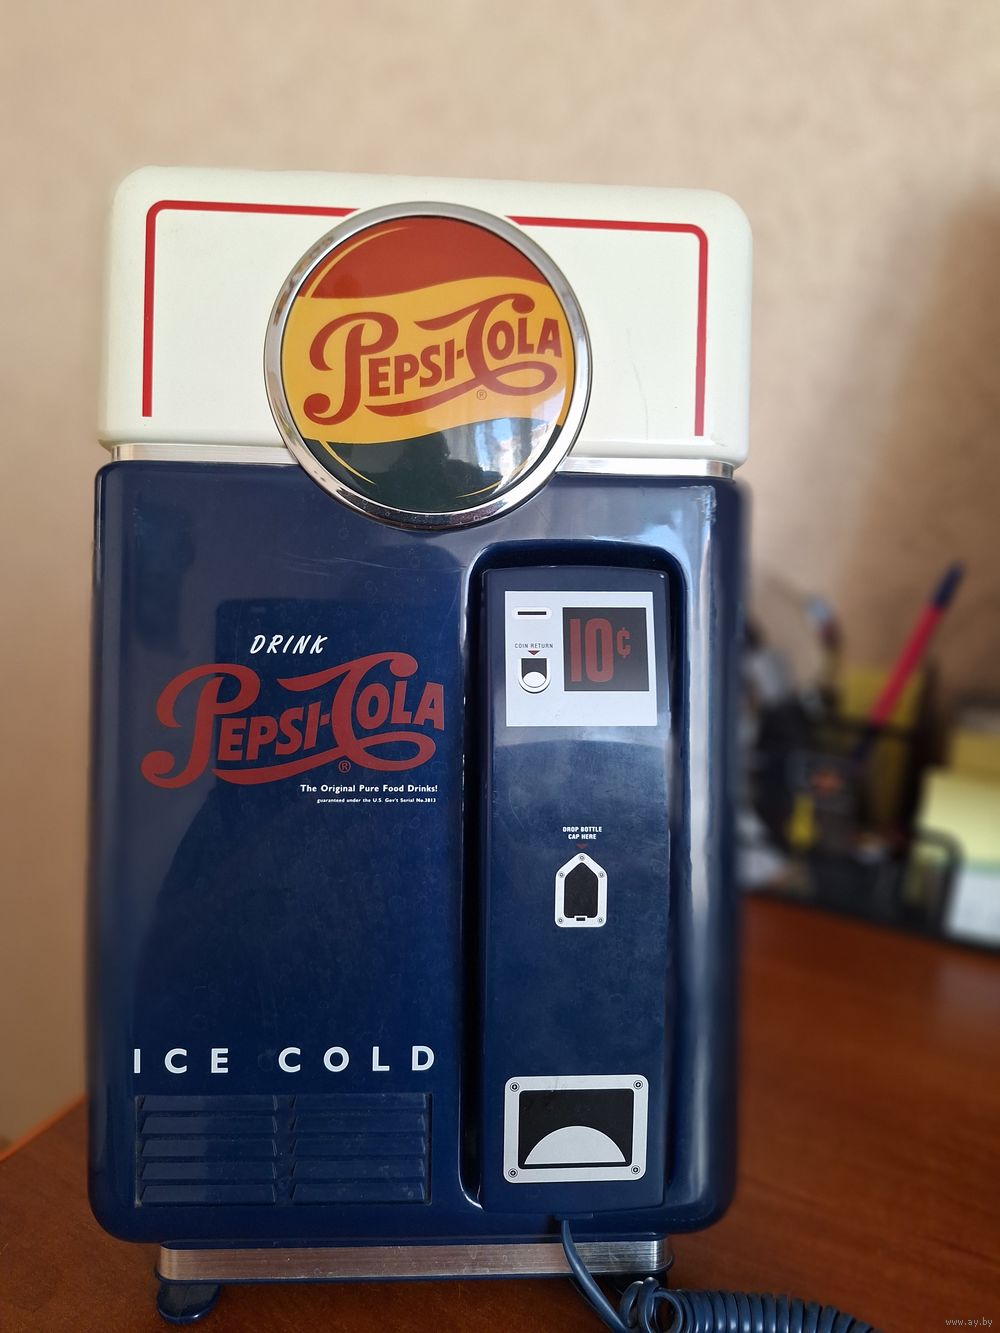 PEPSI-COLA
®
COIN RETURN
10¢
DRINK
PEPSI-COLA
®
The Original Pure Food Drinks!
guaranteed under the U.S. Gov't Serial No.3813
DROP BOTTLE
CAP HERE
ICE COLD
www.ay.by